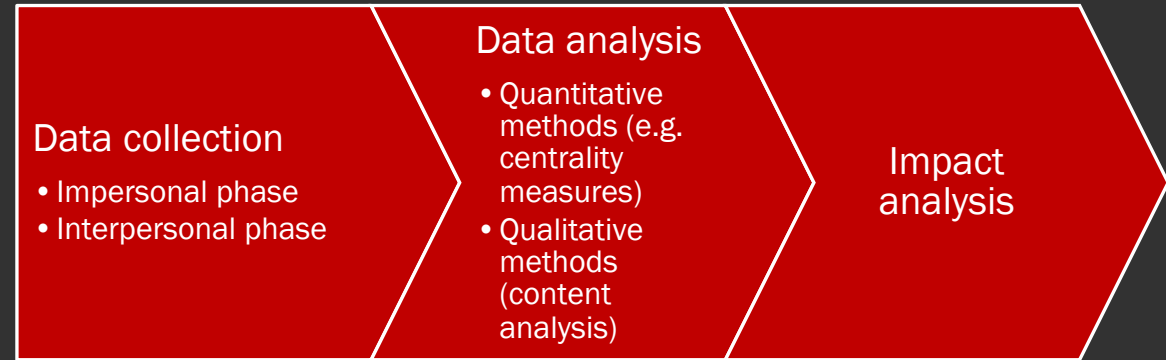 Data collection
• Impersonal phase
• Interpersonal phase
Data analysis
• Quantitative
methods (e.g.
centrality
measures)
• Qualitative
methods
(content
analysis)
Impact
analysis